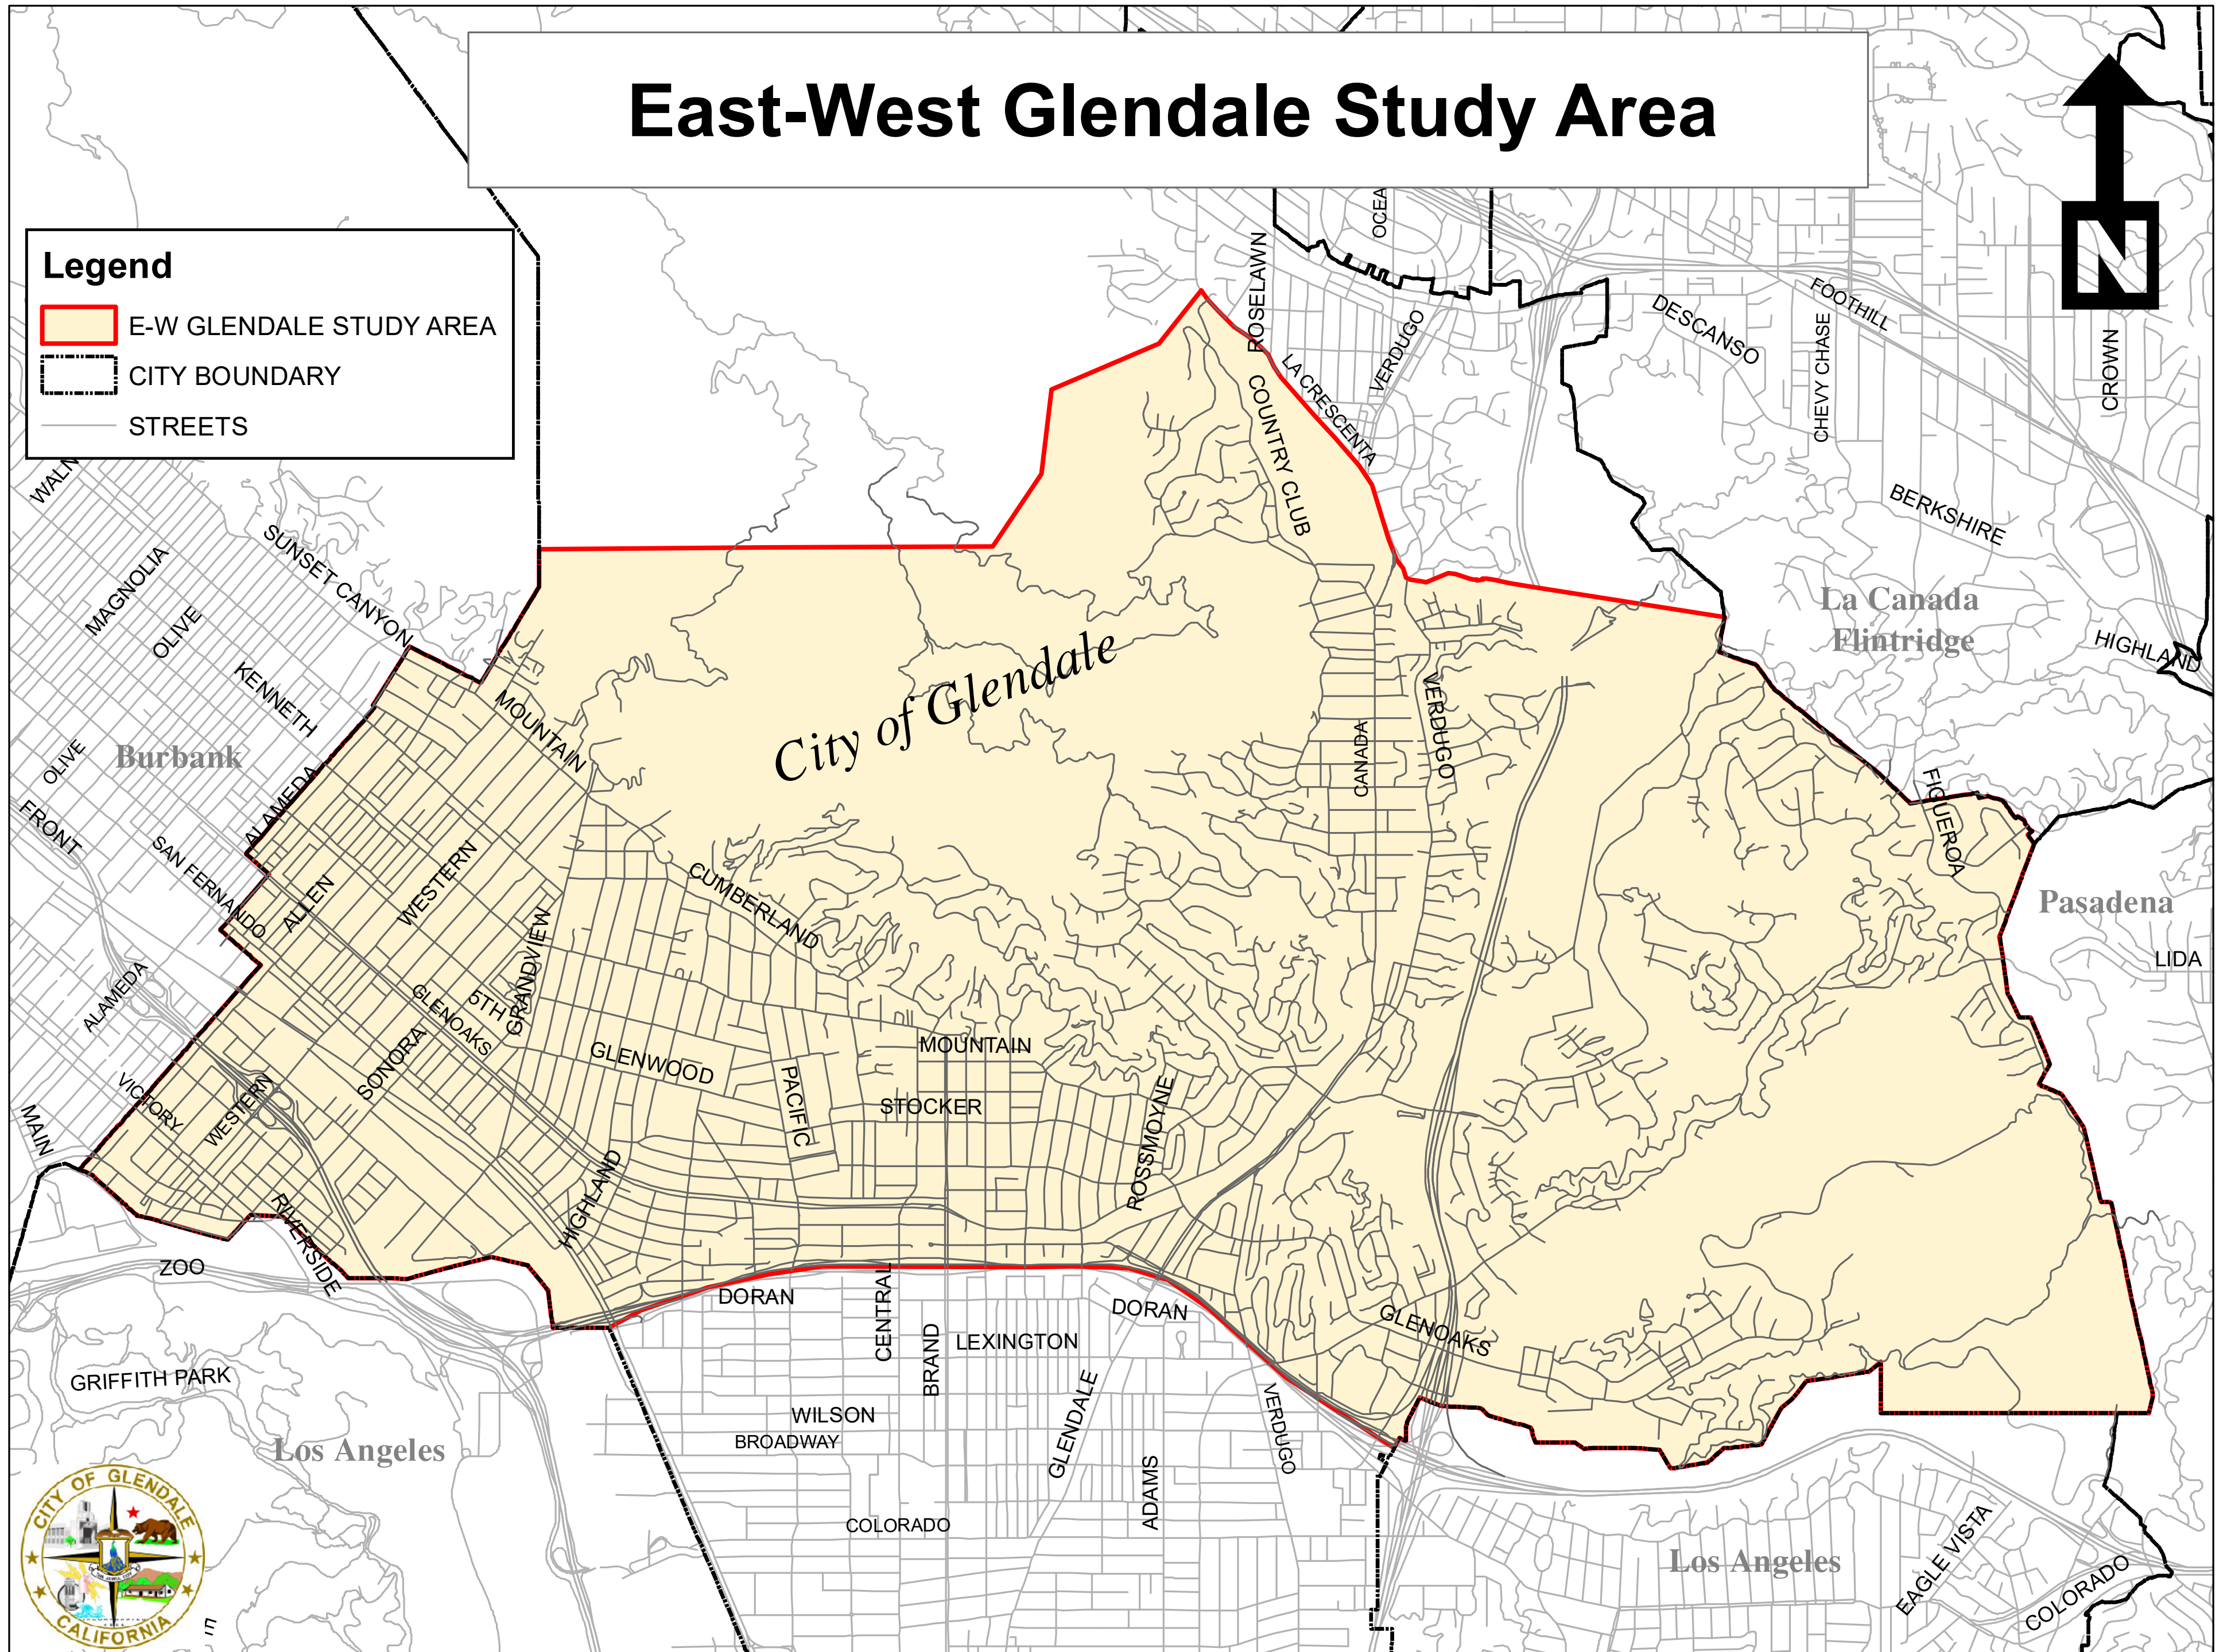 East-West Glendale Study Area
Legend
E-W GLENDALE STUDY AREA
CITY BOUNDARY
STREETS
N
OCEA
ROSELAWN
LA CRESCENTA
VERDUGO
COUNTRY CLUB
DESCANSO
FOOTHILL
CHEVY CHASE
CROWN
BERKSHIRE
La Canada
Flintridge
HIGHLAND
WALN
MAGNOLIA
OLIVE
SUNSET CANYON
KENNETH
Burbank
OLIVE
FRONT
ALAMEDA
SAN FERNANDO
ALLEN
WESTERN
MOUNTAIN
City of Glendale
CANADA
VERDUGO
FIGUEROA
Pasadena
LIDA
CUMBERLAND
GRANDVIEW
5TH
GLENOAKS
SONORA
GLENWOOD
PACIFIC
MOUNTAIN
STOCKER
ROSSMOYNE
ALAMEDA
VICTORY
WESTERN
MAIN
RIVERSIDE
HIGHLAND
ZOO
DORAN
CENTRAL
BRAND
LEXINGTON
DORAN
GLENOAKS
GRIFFITH PARK
Los Angeles
WILSON
BROADWAY
GLENDALE
VERDUGO
ADAMS
COLORADO
Los Angeles
EAGLE VISTA
COLORADO
CITY OF GLENDALE
CALIFORNIA